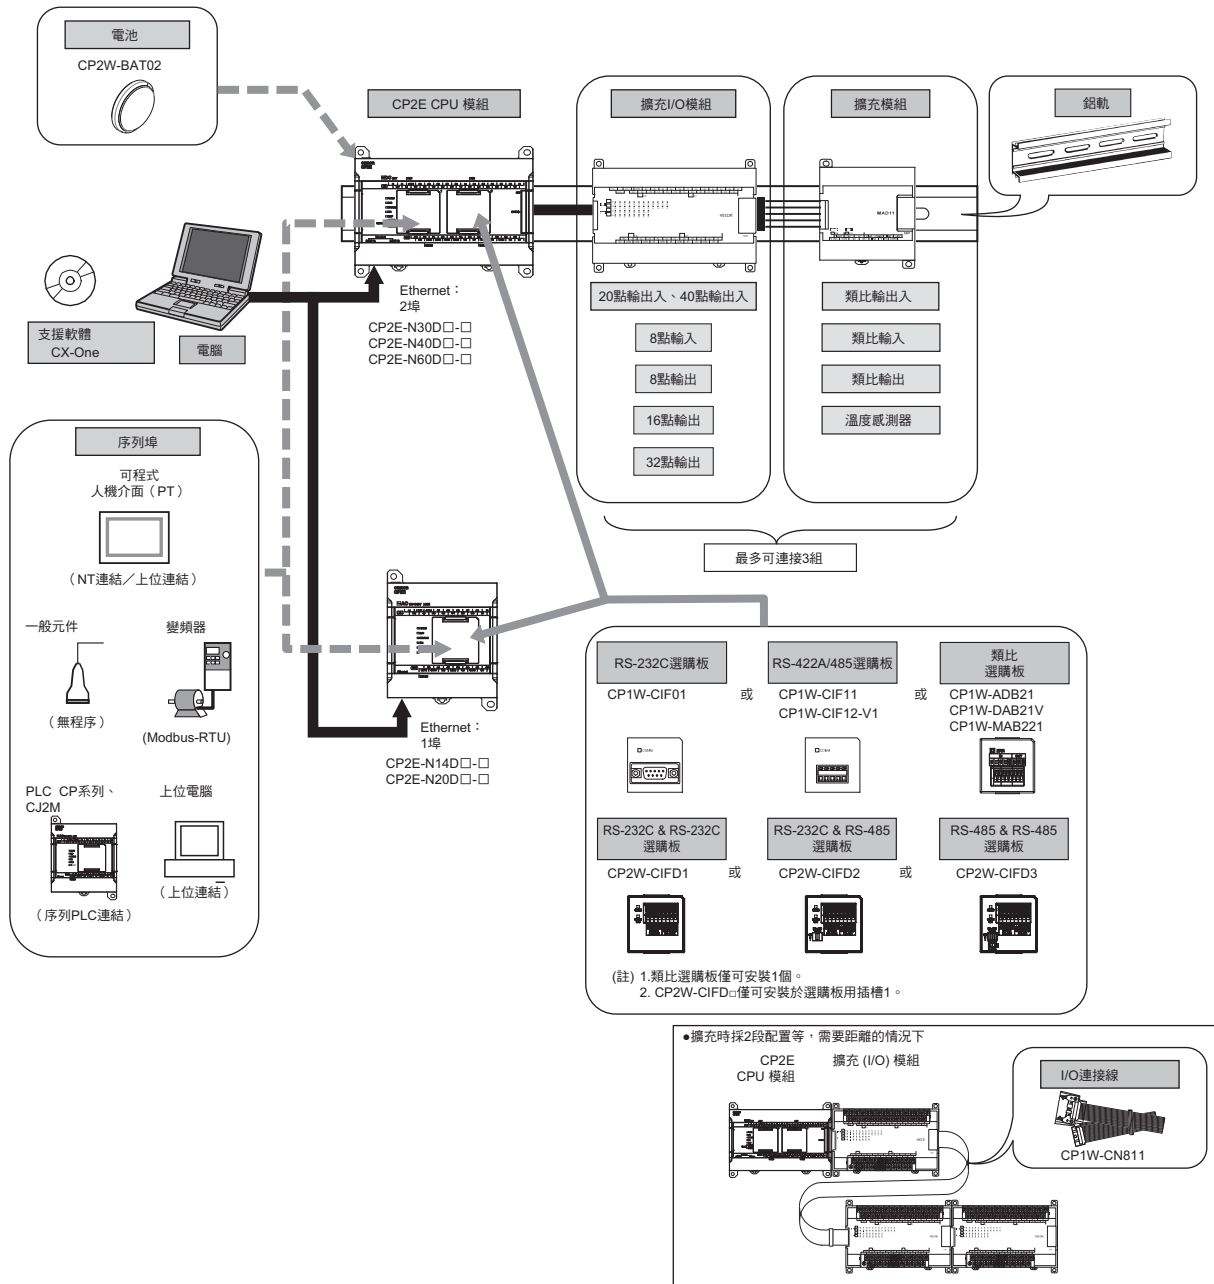 電池
CP2W-BAT02
CP2E CPU 模組
擴充I/O模組
擴充模組
鋁軌
MAD11
支援軟體
CX-One
電腦
Ethernet：
2埠
CP2E-N30D□-□
CP2E-N40D□-□
CP2E-N60D□-□
20點輸出入、40點輸出入
8點輸入
8點輸出
16點輸出
32點輸出
類比輸出入
類比輸入
類比輸出
溫度感測器
最多可連接3組
序列埠
可程式
人機介面（PT）
（NT連結／上位連結）
一般元件
變頻器
（無程序）
(Modbus-RTU)
PLC CP系列、
CJ2M
上位電腦
（上位連結）
（序列PLC連結）
Ethernet：
1埠
CP2E-N14D□-□
CP2E-N20D□-□
RS-232C選購板
CP1W-CIF01
或
RS-422A/485選購板
CP1W-CIF11
CP1W-CIF12-V1
或
類比
選購板
CP1W-ADB21
CP1W-DAB21V
CP1W-MAB221
RS-232C & RS-232C
選購板
CP2W-CIFD1
或
RS-232C & RS-485
選購板
CP2W-CIFD2
或
RS-485 & RS-485
選購板
CP2W-CIFD3
(註) 1.類比選購板僅可安裝1個。
2. CP2W-CIFD□僅可安裝於選購板用插槽1。
●擴充時採2段配置等，需要距離的情況下
CP2E
CPU 模組
擴充 (I/O) 模組
I/O連接線
CP1W-CN811